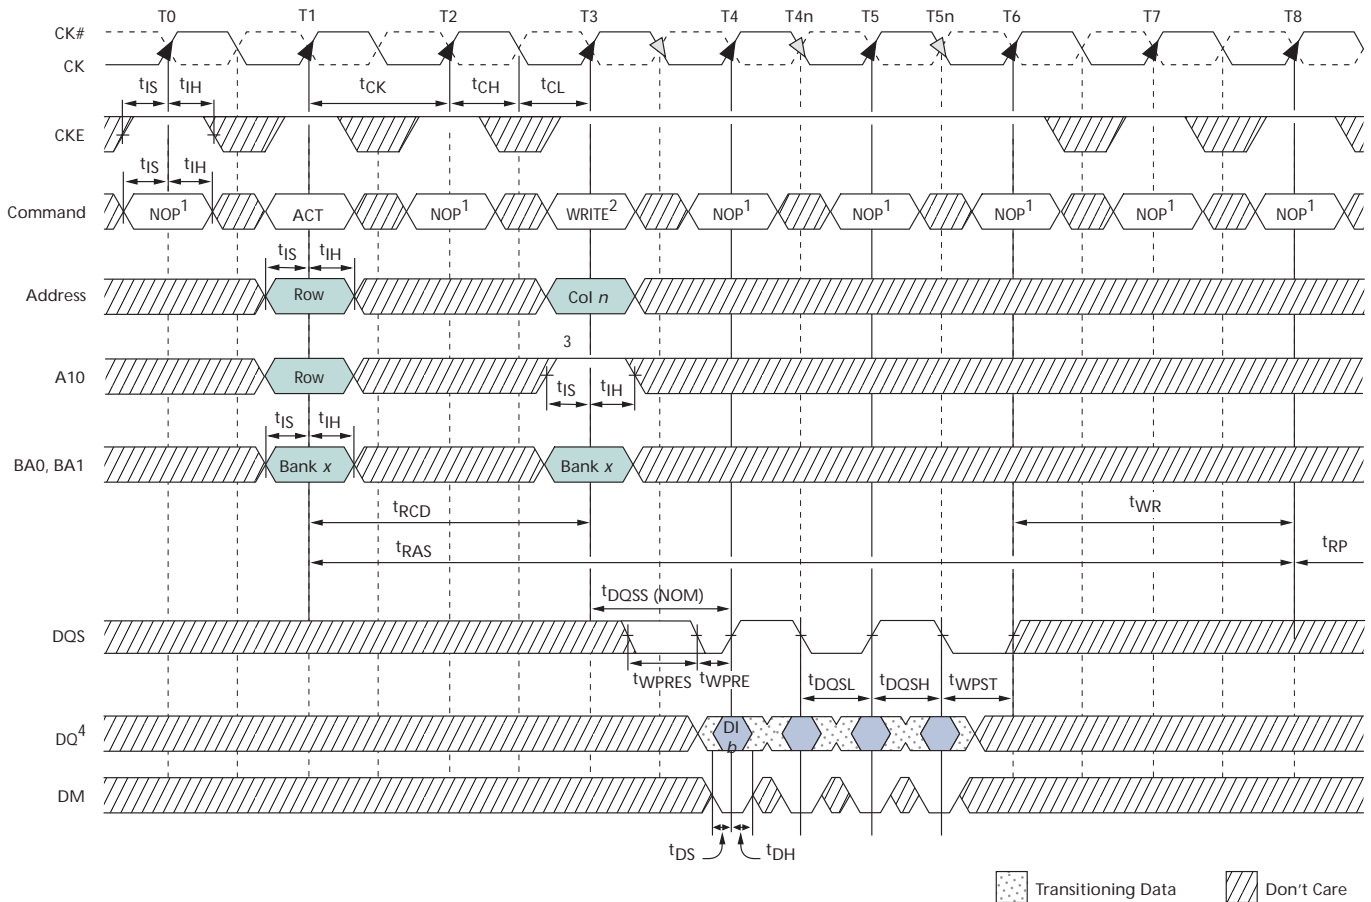 T0 T1 T2 T3 T4 T4n T5 T5n T6 T7 T8
CK#
CK
tIS tIH tCK tCH tCL
CKE
tIS tIH
Command NOP1 ACT NOP1 WRITE2 NOP1 NOP1 NOP1 NOP1 NOP1
tIS tIH
Address Row Col n
3
A10 Row
tIS tIH
tIS tIH
BA0, BA1 Bank x Bank x
tRCD tWR
tRAS tRP
tDQSS (NOM)
DQS
tWPRES tWPRE tDQSL tDQSH tWPST
DQ4 DI
b
DM
tDS tDH
Transitioning Data Don't Care